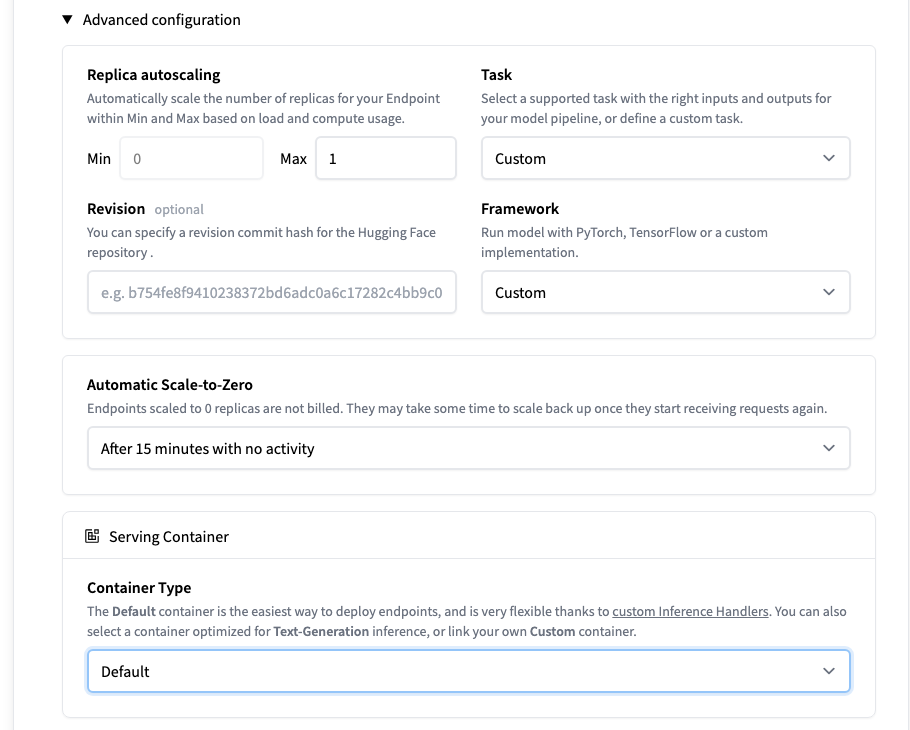 ▼ Advanced configuration
Replica autoscaling
Automatically scale the number of replicas for your Endpoint
within Min and Max based on load and compute usage.
Min 0 Max 1
Task
Select a supported task with the right inputs and outputs for
your model pipeline, or define a custom task.
Custom
Revision optional
You can specify a revision commit hash for the Hugging Face
repository .
e.g. b754fe8f9410238372bd6adc0a6c17282c4bb9c0
Framework
Run model with PyTorch, TensorFlow or a custom
implementation.
Custom
Automatic Scale-to-Zero
Endpoints scaled to 0 replicas are not billed. They may take some time to scale back up once they start receiving requests again.
After 15 minutes with no activity
Serving Container
Container Type
The Default container is the easiest way to deploy endpoints, and is very flexible thanks to custom Inference Handlers. You can also
select a container optimized for Text-Generation inference, or link your own Custom container.
Default